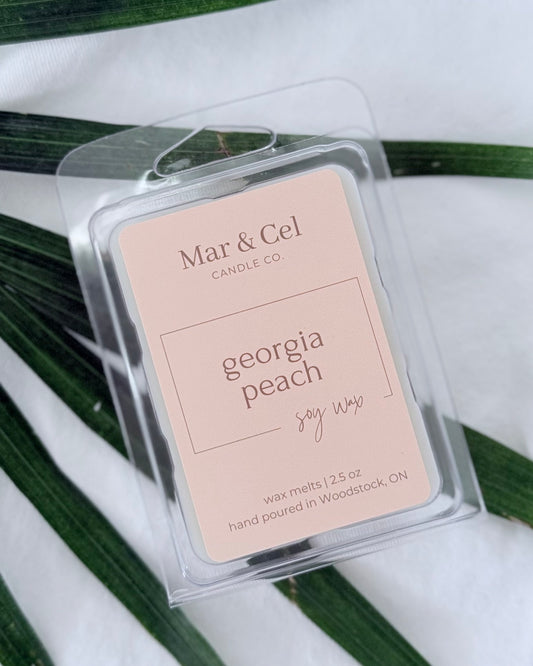 Mar & Cel
CANDLE CO.
georgia
peach
soy wax
wax melts | 2.5 oz
hand poured in Woodstock, ON